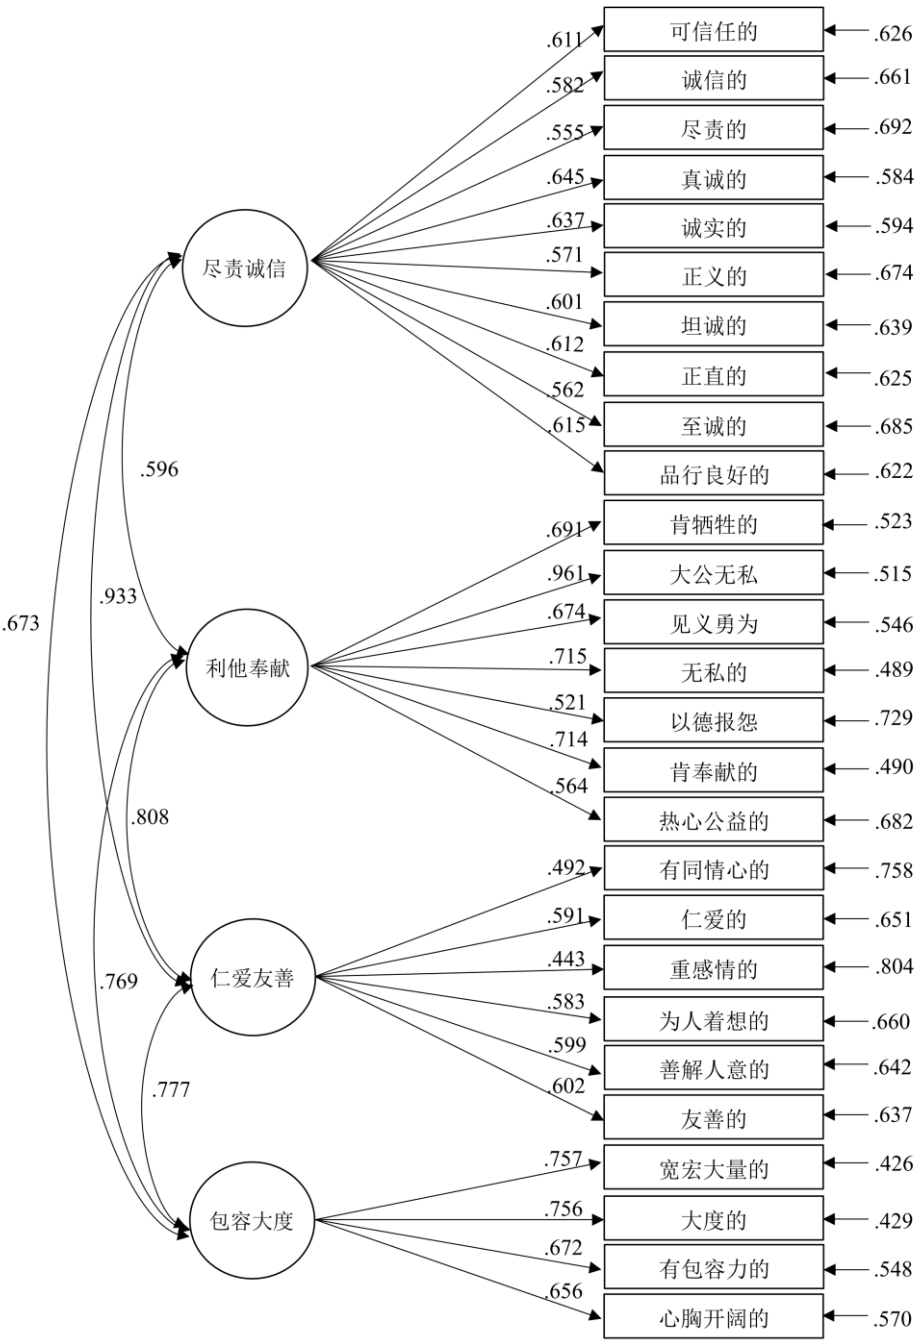 .611 可信任的 .626
.582 诚信的 .661
.555 尽责的 .692
.645 真诚的 .584
.637 诚实的 .594
尽责诚信
.571 正义的 .674
.601 坦诚的 .639
.612 正直的 .625
.562 至诚的 .685
.615 品行良好的 .622
.596
.691 肯牺牲的 .523
.961 大公无私 .515
.933
.673
.674 见义勇为 .546
利他奉献
.715 无私的 .489
.521 以德报怨 .729
.714 肯奉献的 .490
.564 热心公益的 .682
.808
.492 有同情心的 .758
.591 仁爱的 .651
.443 重感情的 .804
仁爱友善
.769
.583 为人着想的 .660
.599 善解人意的 .642
.602 友善的 .637
.777
.757 宽宏大量的 .426
包容大度
.756 大度的 .429
.672 有包容力的 .548
.656 心胸开阔的 .570